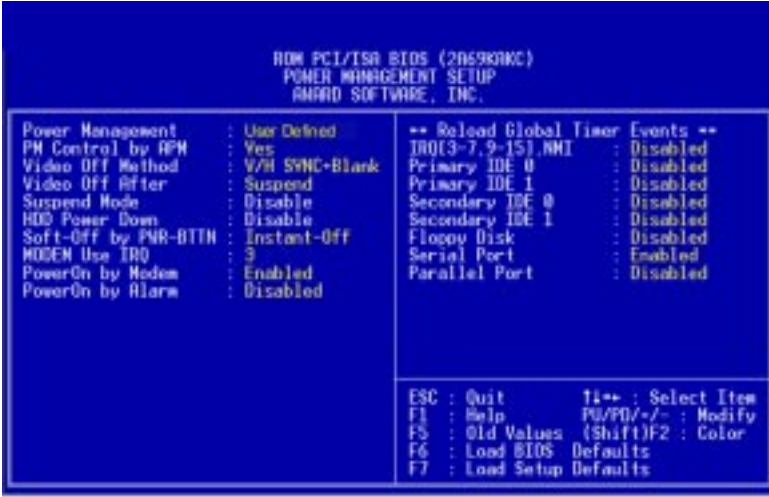 ROM PCI/ISA BIOS (2A69KAKC)
POWER MANAGEMENT SETUP
AWARD SOFTWARE, INC.
Power Management : User Defined
PM Control by APM : Yes
Video Off Method : V/H SYNC+Blank
Video Off After : Suspend
Suspend Mode : Disable
HDD Power Down : Disable
Soft-Off by PWR-BTTN : Instant-Off
MODEM Use IRQ : 3
PowerOn by Modem : Enabled
PowerOn by Alarm : Disabled
** Reload Global Timer Events **
IRQ[3-7,9-15],NMI : Disabled
Primary IDE 0 : Disabled
Primary IDE 1 : Disabled
Secondary IDE 0 : Disabled
Secondary IDE 1 : Disabled
Floppy Disk : Disabled
Serial Port : Enabled
Parallel Port : Disabled
ESC : Quit ↑↓→← : Select Item
F1 : Help PU/PD/+/- : Modify
F5 : Old Values (Shift)F2 : Color
F6 : Load BIOS Defaults
F7 : Load Setup Defaults